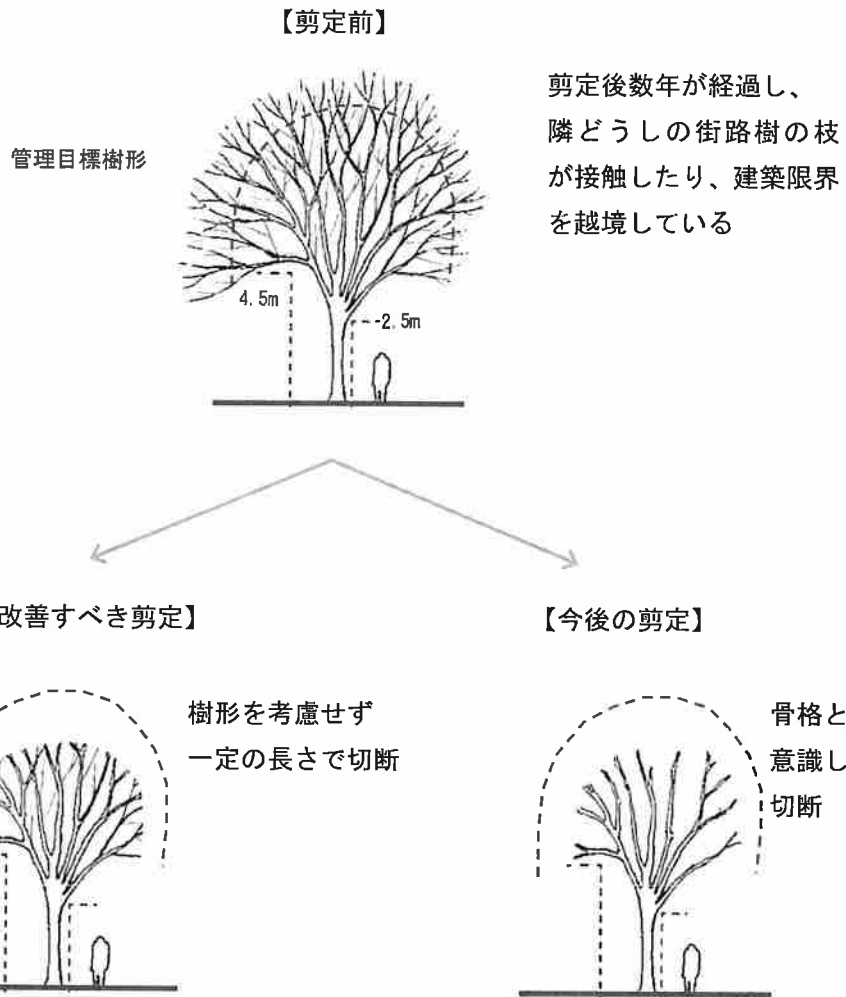 【剪定前】
剪定後数年が経過し、
隣どうしの街路樹の枝
が接触したり、建築限界
を越境している
管理目標樹形
4.5m
2.5m
改善すべき剪定】
樹形を考慮せず
一定の長さで切断
【今後の剪定】
骨格と
意識し
切断